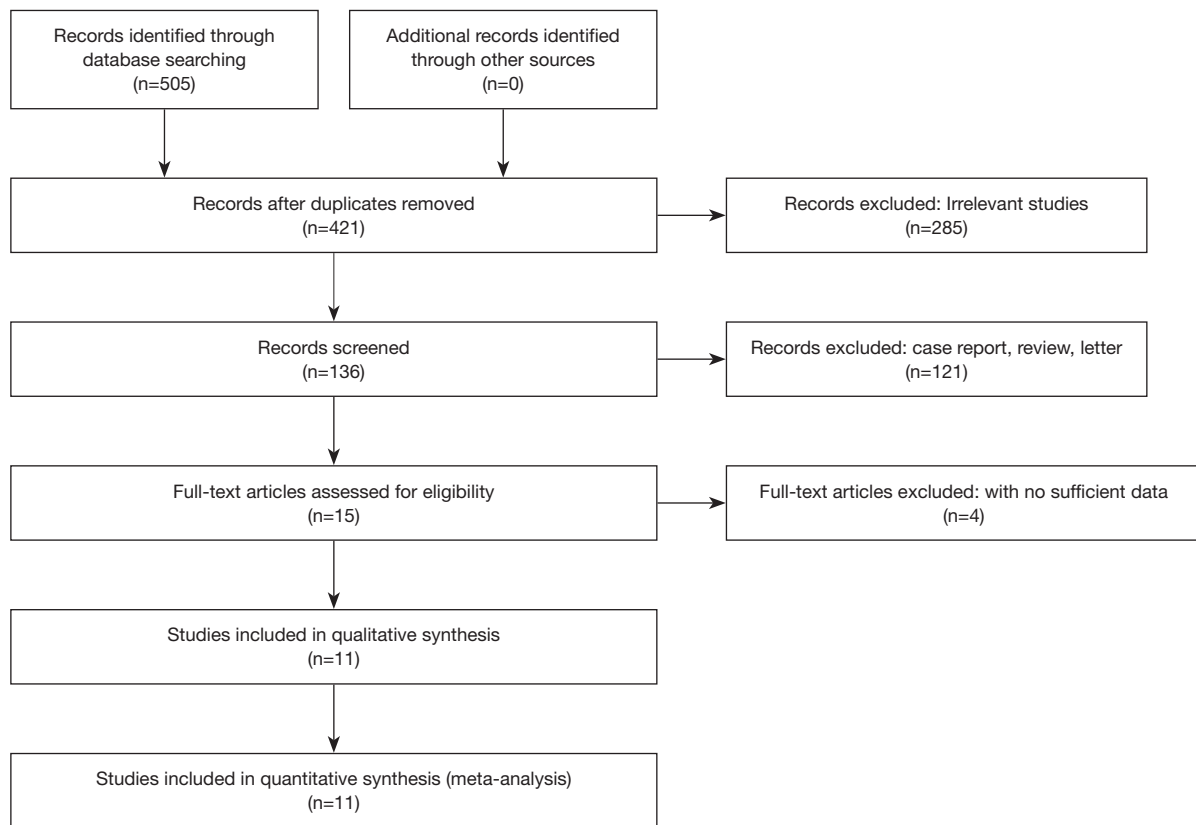 Records identified through
database searching
(n=505)
Additional records identified
through other sources
(n=0)
Records after duplicates removed
(n=421)
Records excluded: Irrelevant studies
(n=285)
Records screened
(n=136)
Records excluded: case report, review, letter
(n=121)
Full-text articles assessed for eligibility
(n=15)
Full-text articles excluded: with no sufficient data
(n=4)
Studies included in qualitative synthesis
(n=11)
Studies included in quantitative synthesis (meta-analysis)
(n=11)